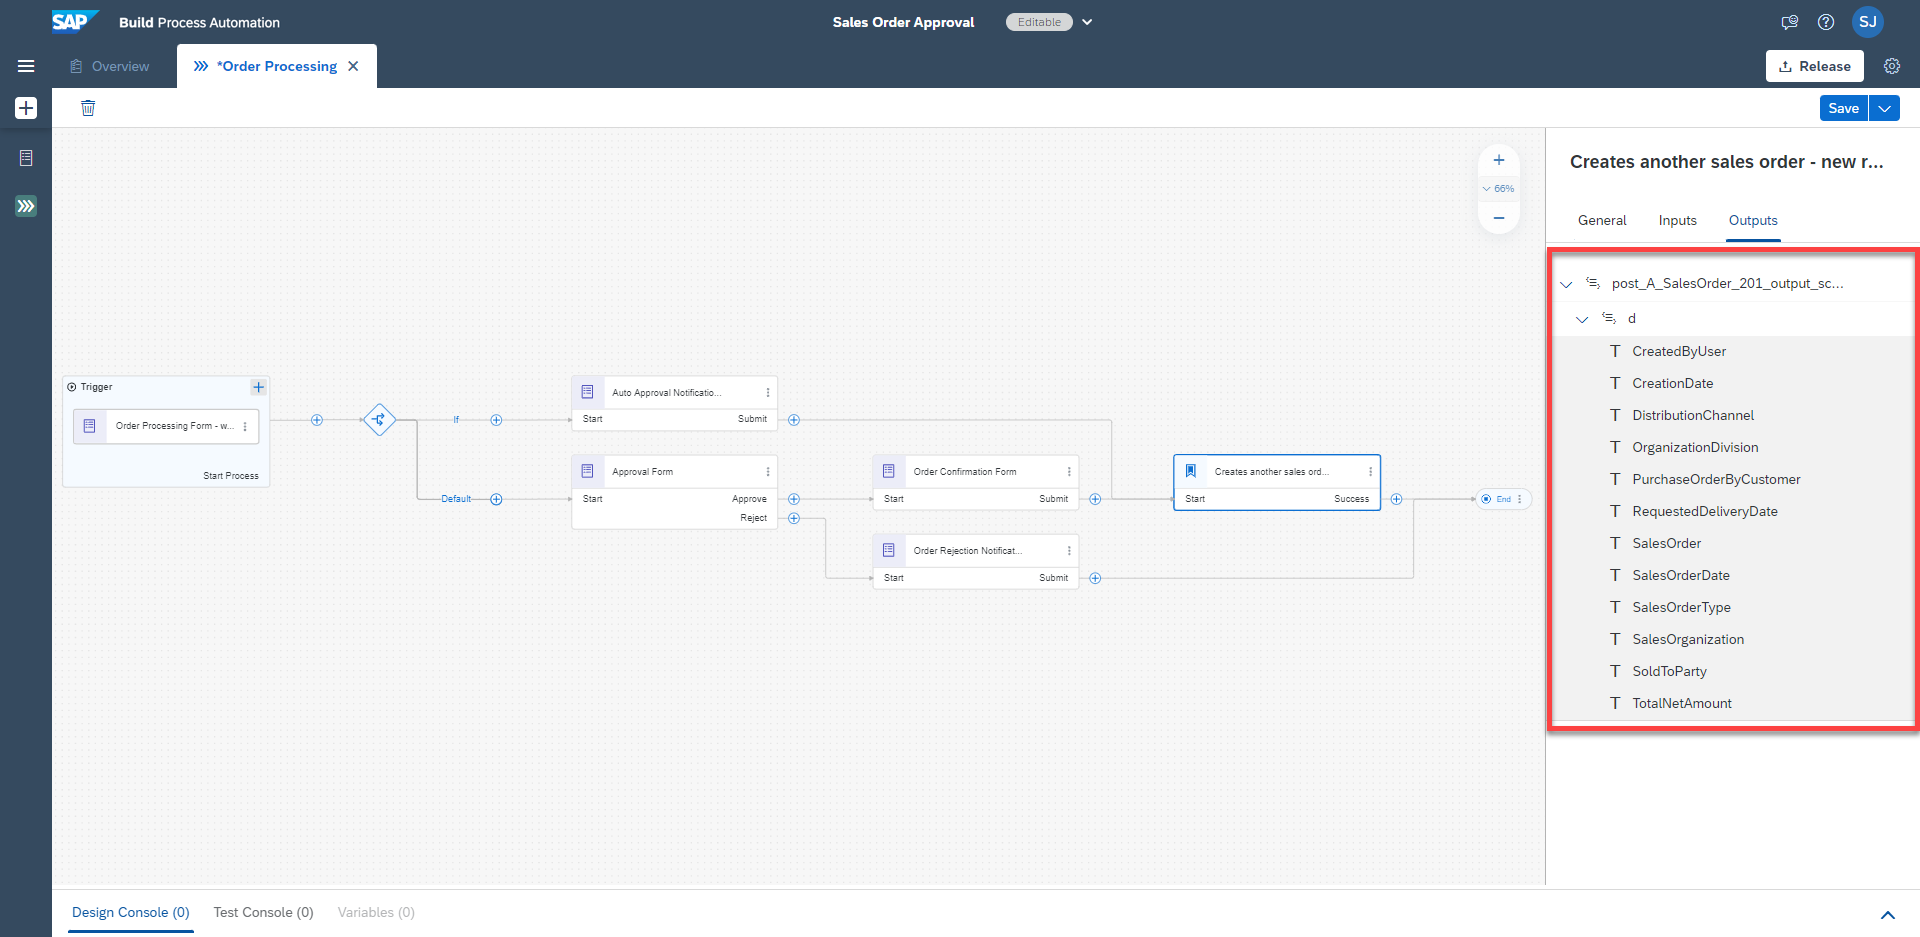 SAP Build Process Automation
Sales Order Approval Editable
SJ
Overview
*Order Processing
Release
Save
66%
Trigger
Order Processing Form - w...
Start Process
If
Default
Auto Approval Notificatio...
Start Submit
Approval Form
Start Approve
Reject
Order Confirmation Form
Start Submit
Order Rejection Notificat...
Start Submit
Creates another sales ord...
Start Success
End
Creates another sales order - new r...
General Inputs Outputs
post_A_SalesOrder_201_output_sc...
d
T CreatedByUser
T CreationDate
T DistributionChannel
T OrganizationDivision
T PurchaseOrderByCustomer
T RequestedDeliveryDate
T SalesOrder
T SalesOrderDate
T SalesOrderType
T SalesOrganization
T SoldToParty
T TotalNetAmount
Design Console (0) Test Console (0) Variables (0)